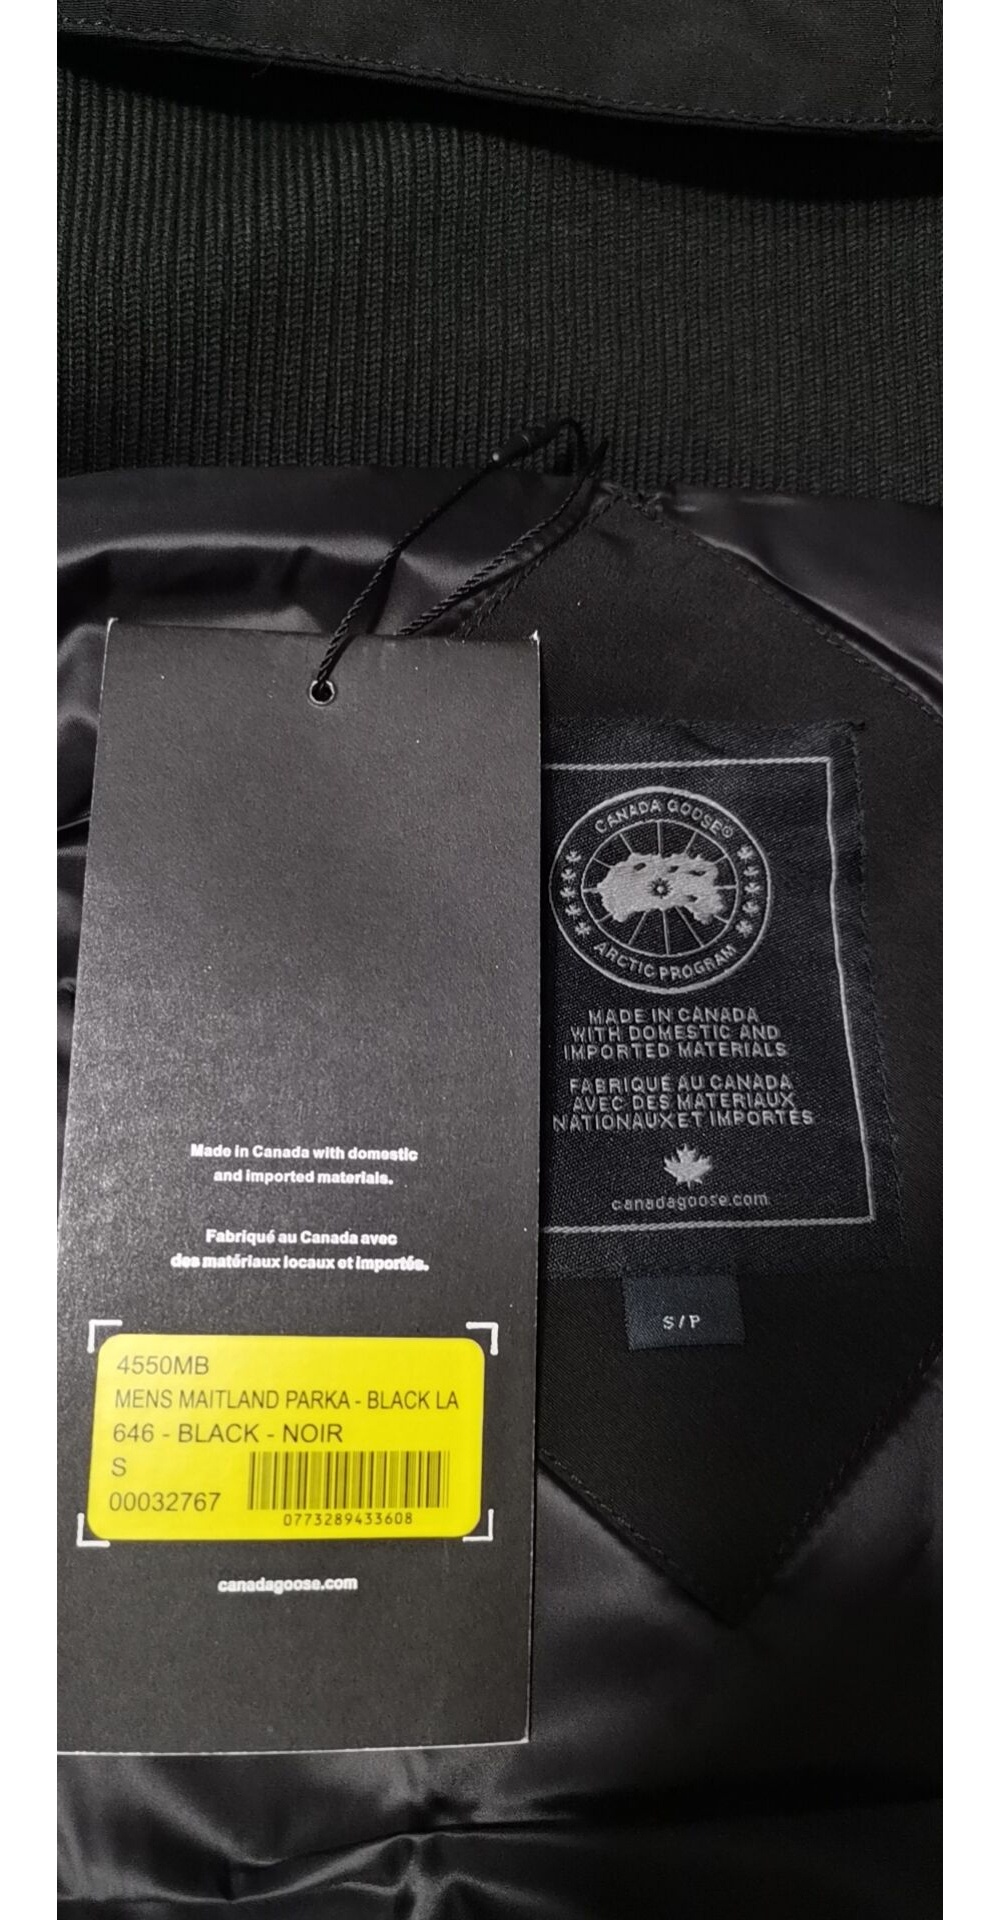 Made in Canada with domestic
and imported materials.
Fabriqué au Canada avec
des matériaux locaux et importés.
4550MB
MENS MAITLAND PARKA - BLACK LA
646 - BLACK - NOIR
S
00032767
0773289433608
canadagoose.com
CANADA GOOSE®
ARCTIC PROGRAM
MADE IN CANADA
WITH DOMESTIC AND
IMPORTED MATERIALS
FABRIQUÉ AU CANADA
AVEC DES MATERIAUX
NATIONAUX ET IMPORTÉS
canadagoose.com
S/P